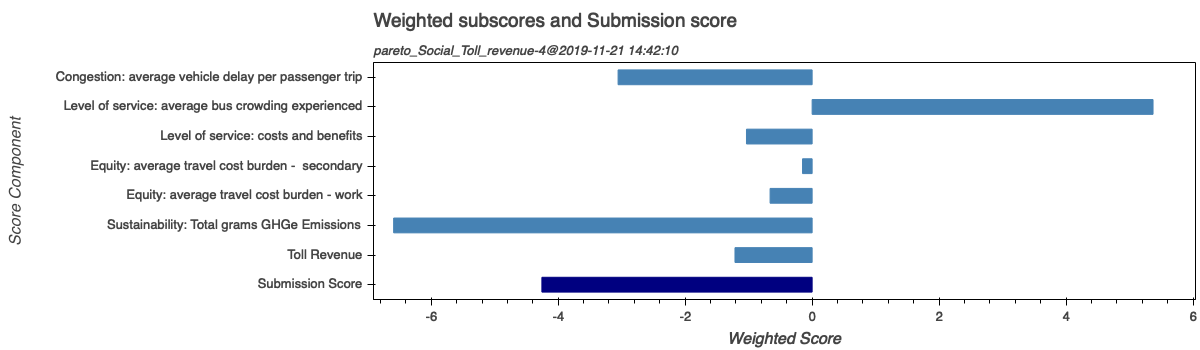 Weighted subscores and Submission score
pareto_Social_Toll_revenue-4@2019-11-21 14:42:10
Score Component
Congestion: average vehicle delay per passenger trip
Level of service: average bus crowding experienced
Level of service: costs and benefits
Equity: average travel cost burden -  secondary
Equity: average travel cost burden - work
Sustainability: Total grams GHGe Emissions
Toll Revenue
Submission Score
-6 -4 -2 0 2 4 6
Weighted Score